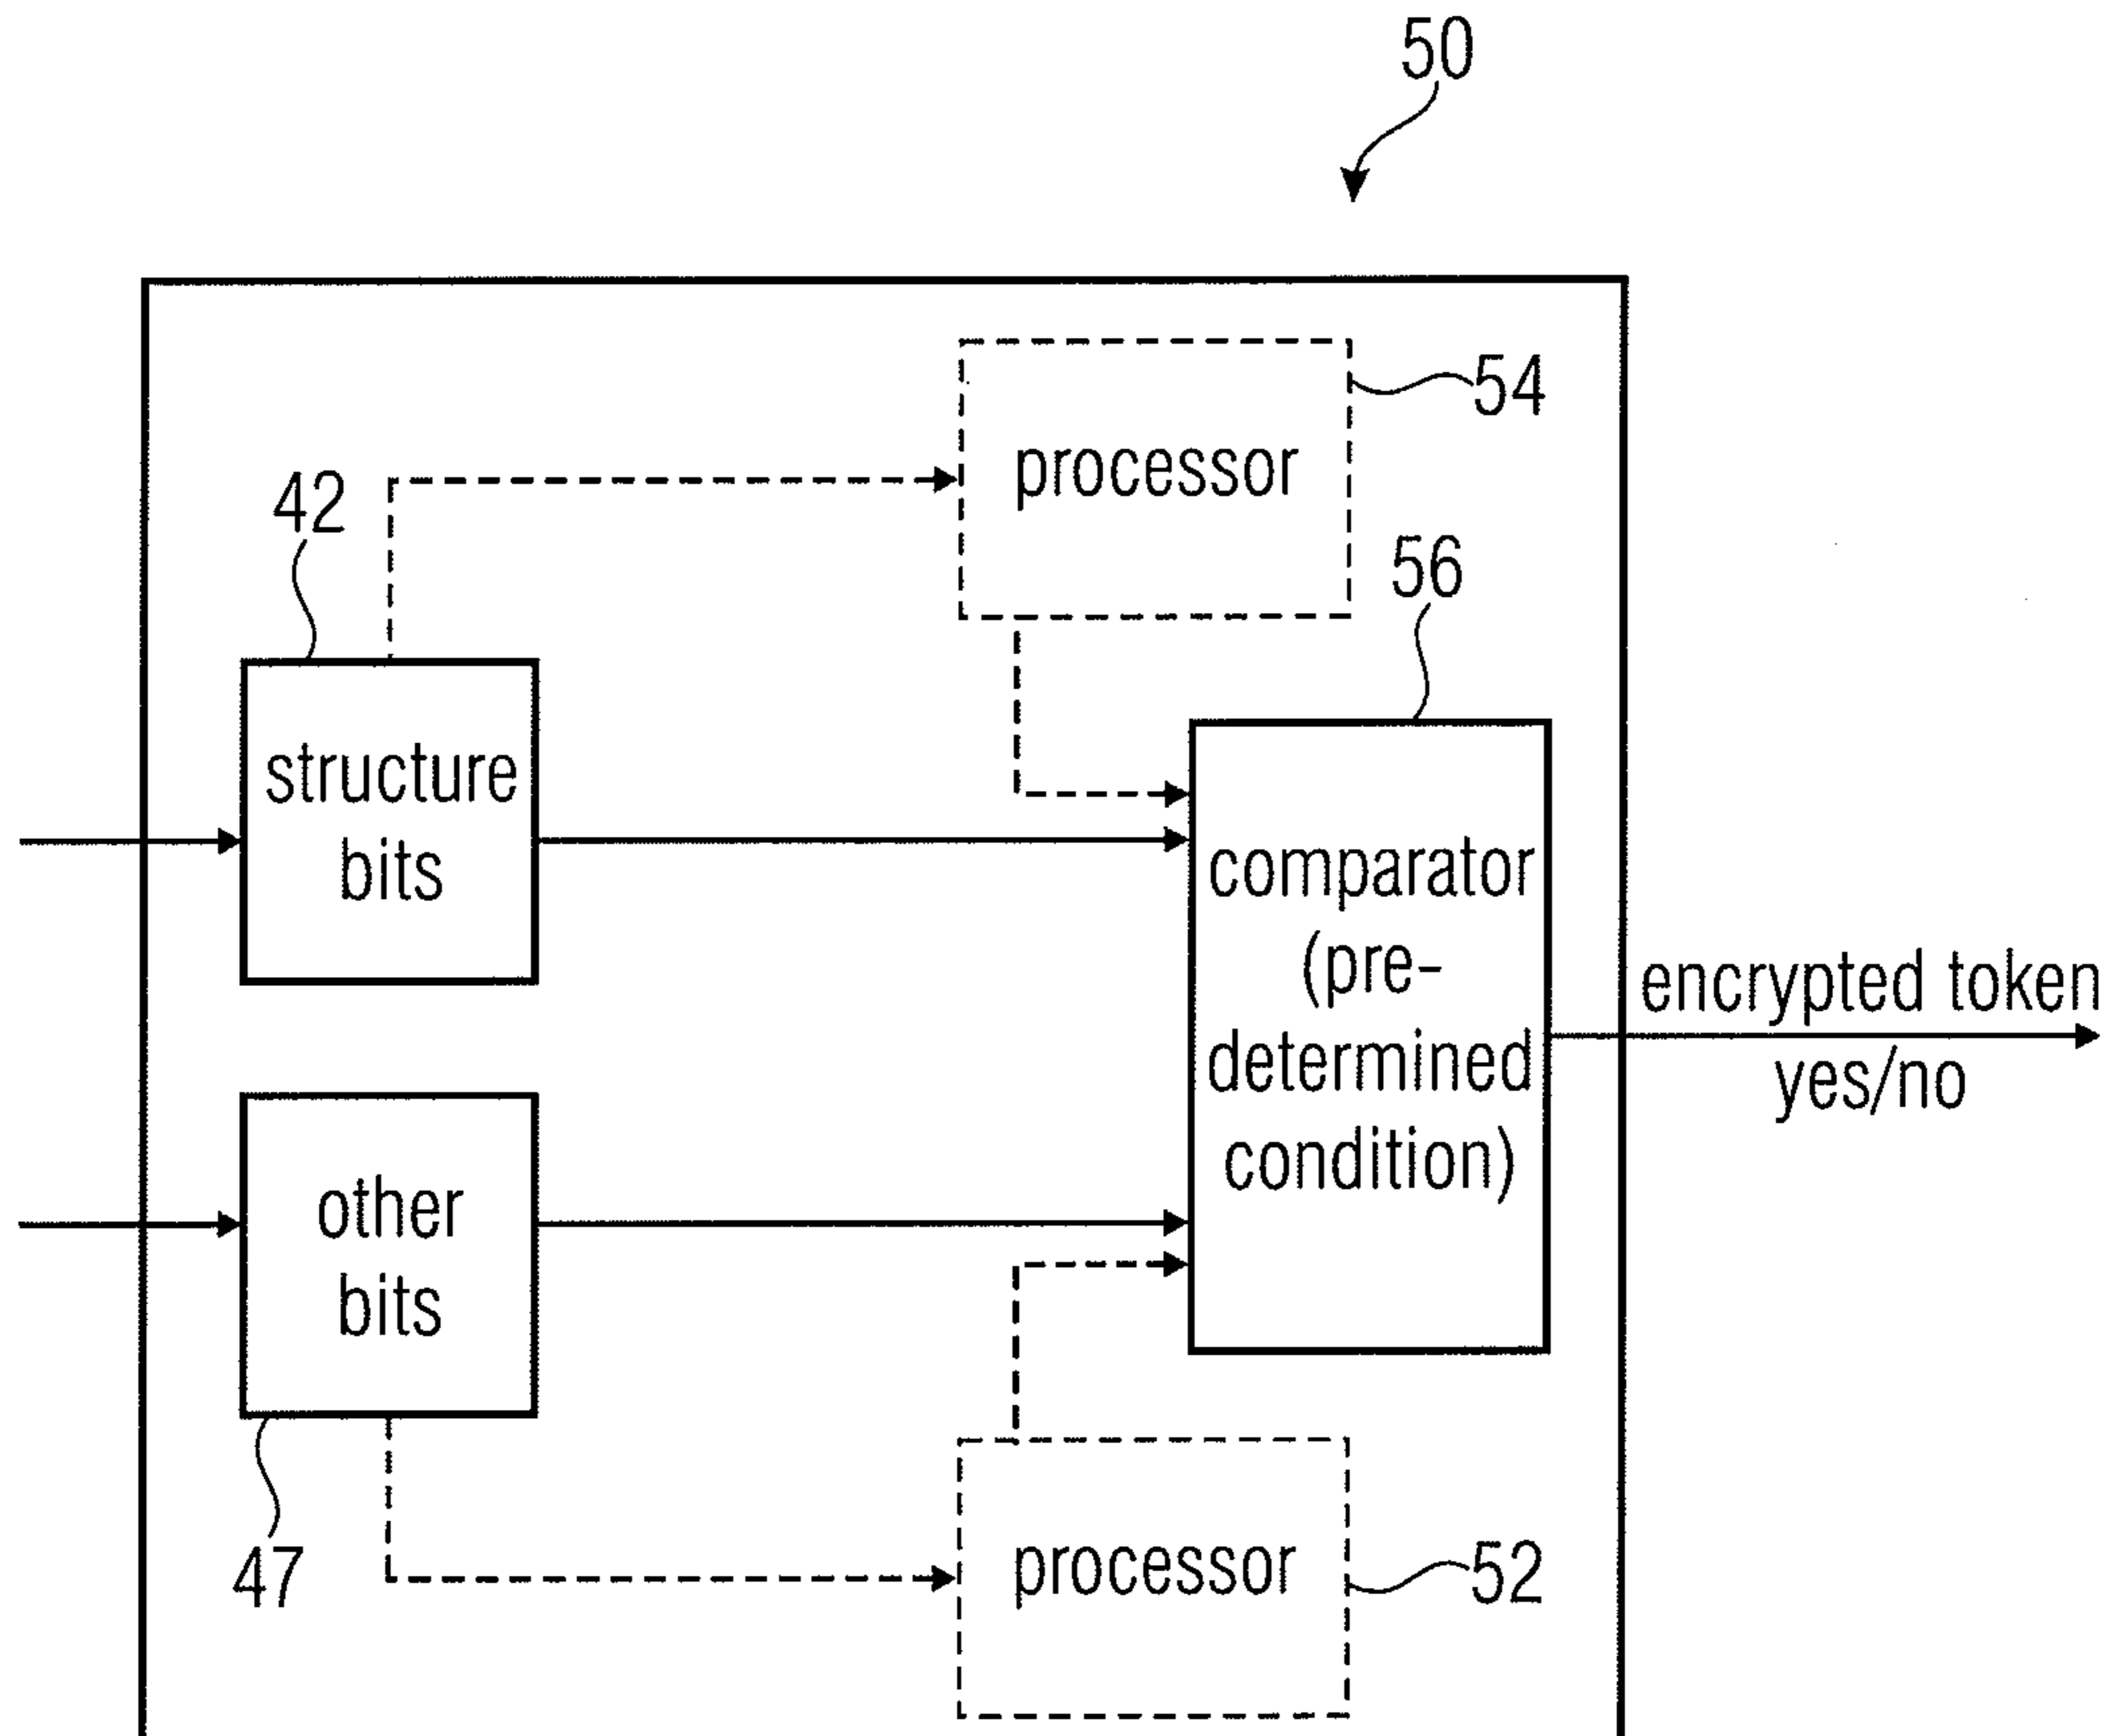 50
54
processor
42
56
structure
bits
comparator
(pre-
determined
condition)
encrypted token
yes/no
other
bits
47
processor
52